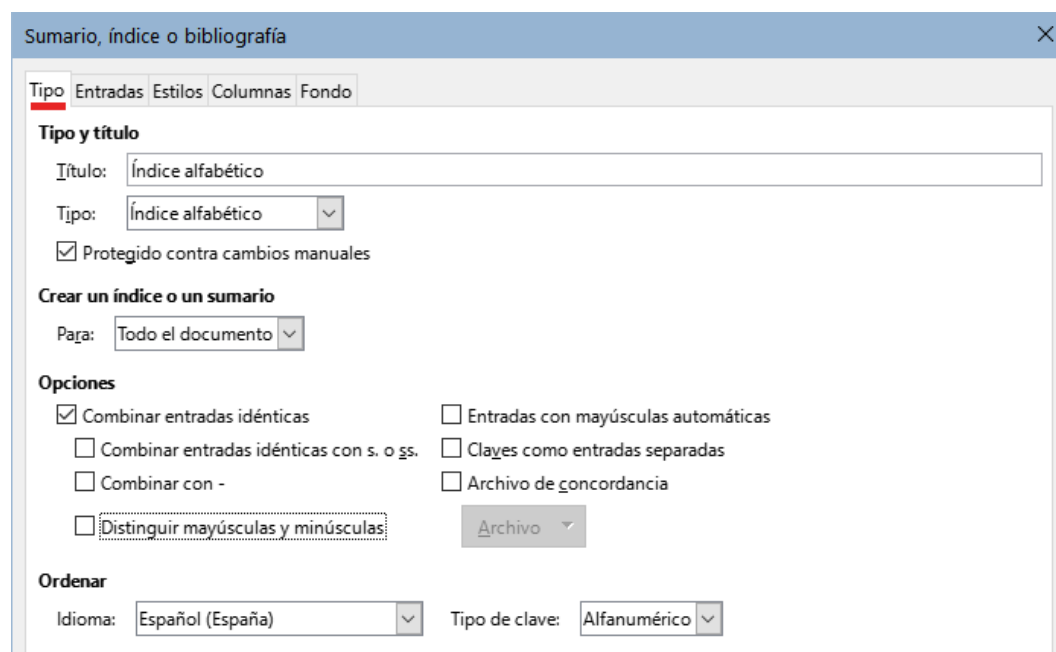 Sumario, índice o bibliografía
Tipo Entradas Estilos Columnas Fondo
Tipo y título
Título: Índice alfabético
Tipo: Índice alfabético
Protegido contra cambios manuales
Crear un índice o un sumario
Para: Todo el documento
Opciones
Combinar entradas idénticas Entradas con mayúsculas automáticas
Combinar entradas idénticas con s. o ss. Claves como entradas separadas
Combinar con - Archivo de concordancia
Distinguir mayúsculas y minúsculas Archivo
Ordenar
Idioma: Español (España) Tipo de clave: Alfanumérico